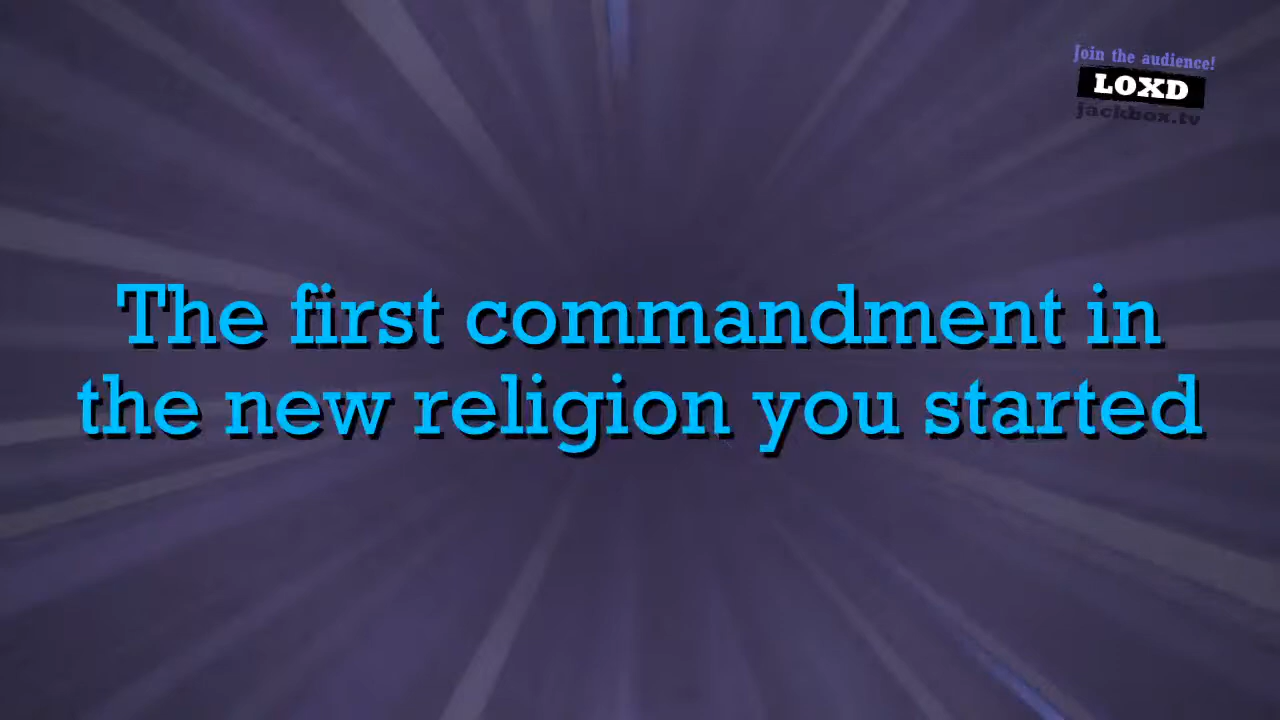 Join the audience!
LOXD
jackbox.tv
The first commandment in
the new religion you started